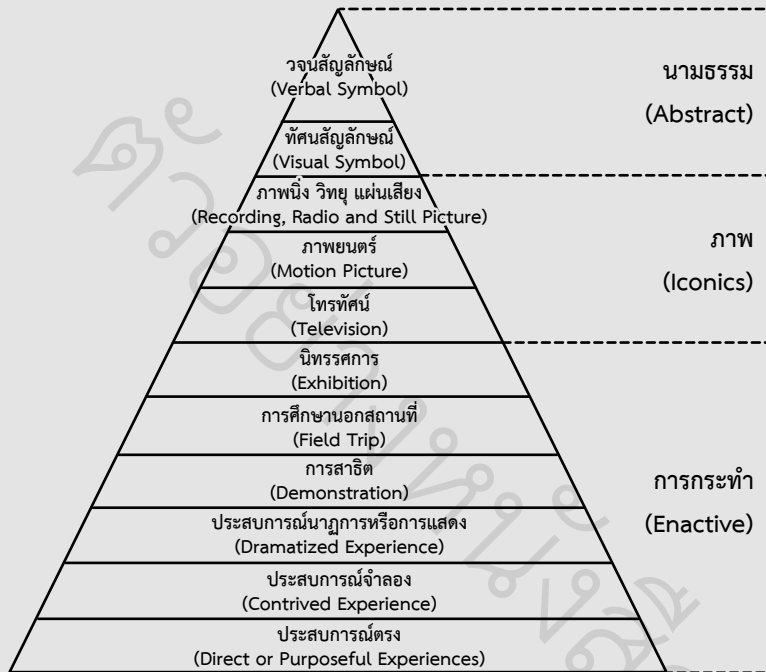 วจนสัญลักษณ์
(Verbal Symbol)
ทัศนสัญลักษณ์
(Visual Symbol)
ภาพนิ่ง วิทยุ แผ่นเสียง
(Recording, Radio and Still Picture)
ภาพยนตร์
(Motion Picture)
โทรทัศน์
(Television)
นิทรรศการ
(Exhibition)
การศึกษานอกสถานที่
(Field Trip)
การสาธิต
(Demonstration)
ประสบการณ์นาฏการหรือการแสดง
(Dramatized Experience)
ประสบการณ์จำลอง
(Contrived Experience)
ประสบการณ์ตรง
(Direct or Purposeful Experiences)
นามธรรม
(Abstract)
ภาพ
(Iconics)
การกระทำ
(Enactive)